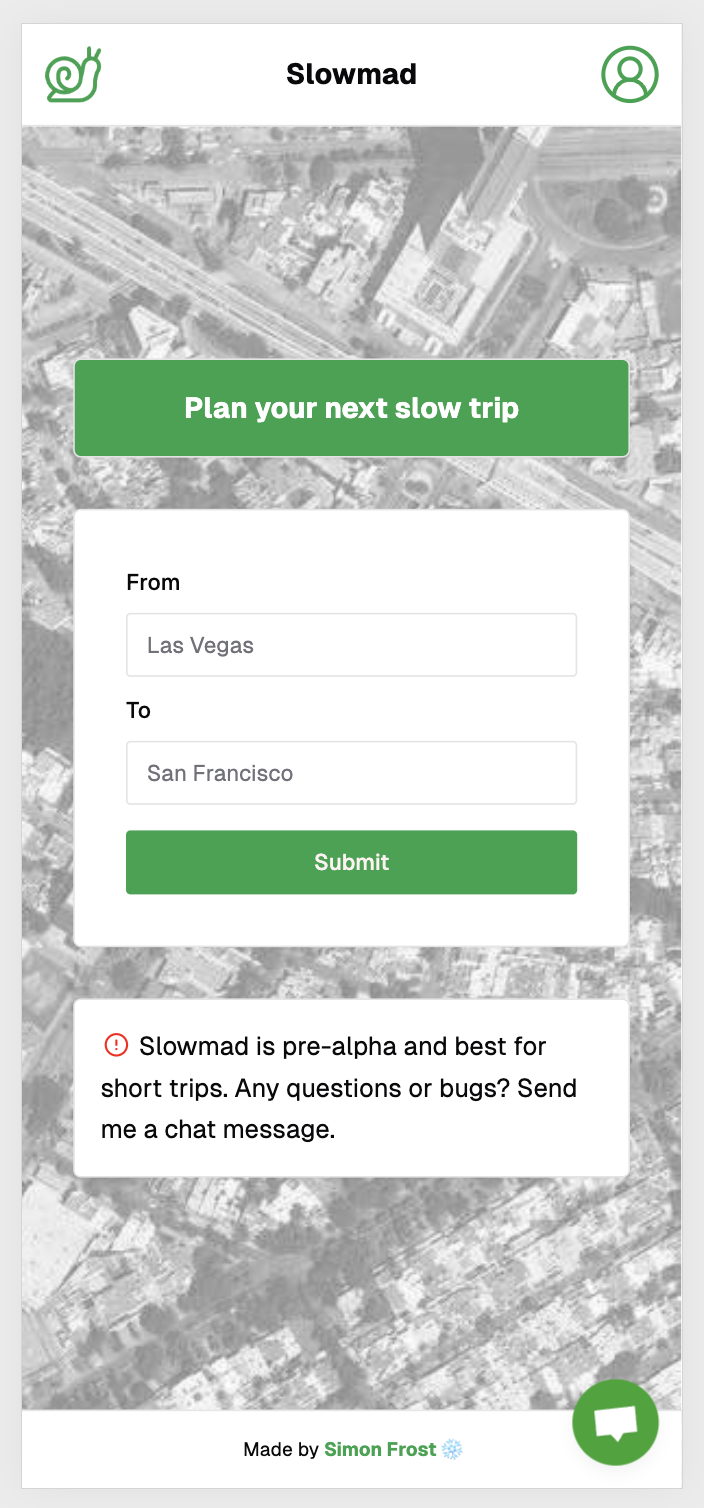 Slowmad
Plan your next slow trip
From
Las Vegas
To
San Francisco
Submit
Slowmad is pre-alpha and best for
short trips. Any questions or bugs? Send
me a chat message.
Made by Simon Frost ❄️